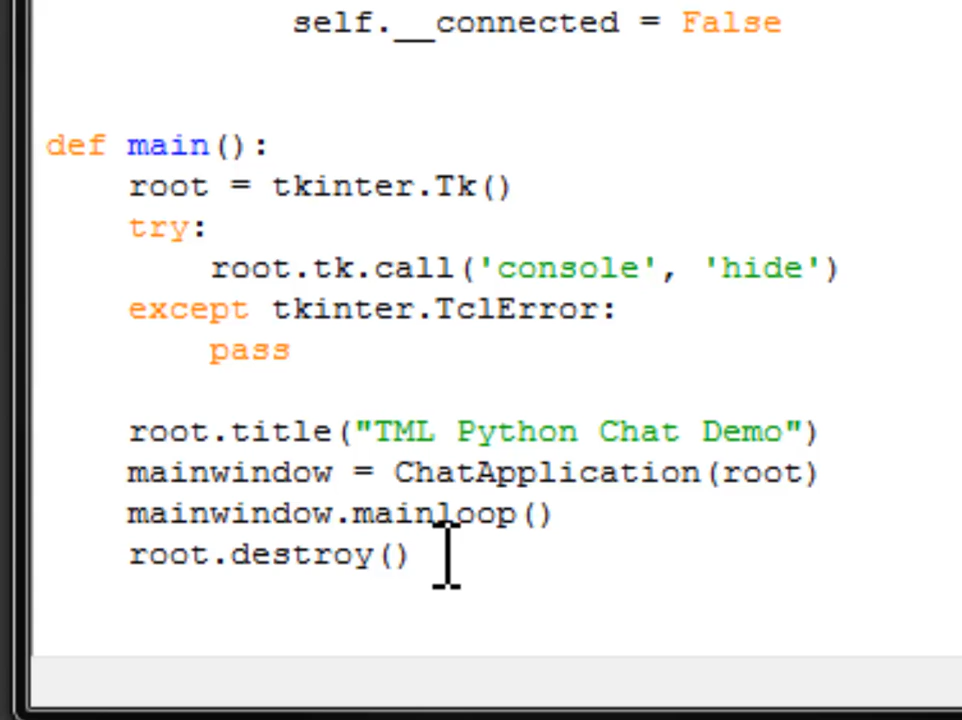 self.__connected = False
def main():
root = tkinter.Tk()
try:
root.tk.call('console', 'hide')
except tkinter.TclError:
pass
root.title("TML Python Chat Demo")
mainwindow = ChatApplication(root)
mainwindow.mainloop()
root.destroy()